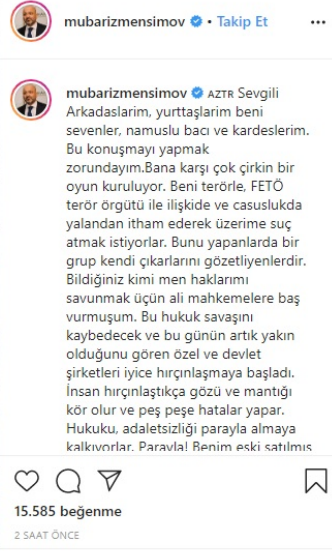 mubarizmensimov • Takip Et
mubarizmensimov AZTR Sevgili
Arkadaslarim, yurttaşlarim beni
sevenler, namuslu bacı ve kardeslerim.
Bu konuşmayı yapmak
zorundayim.Bana karşı çok çirkin bir
oyun kuruluyor. Beni terörle, FETÖ
terör örgütü ile ilişkide ve casuslukda
yalandan itham ederek üzerime suç
atmak istiyorlar. Bunu yapanlarda bir
grup kendi çıkarlarını gözetliyenlerdir.
Bildiğiniz kimi men haklarımı
savunmak üçün ali mahkemelere baş
vurmuşum. Bu hukuk savaşını
kaybedecek ve bu günün artık yakın
olduğunu gören özel ve devlet
şirketleri iyice hırçınlaşmaya başladı.
İnsan hırçınlaştıkça gözü ve mantığı
kör olur ve peş peşe hatalar yapar.
Hukuku, adaletsizliği parayla almaya
kalkıyorlar. Parayla! Benim eski satılmış
15.585 beğenme
2 SAAT ÖNCE